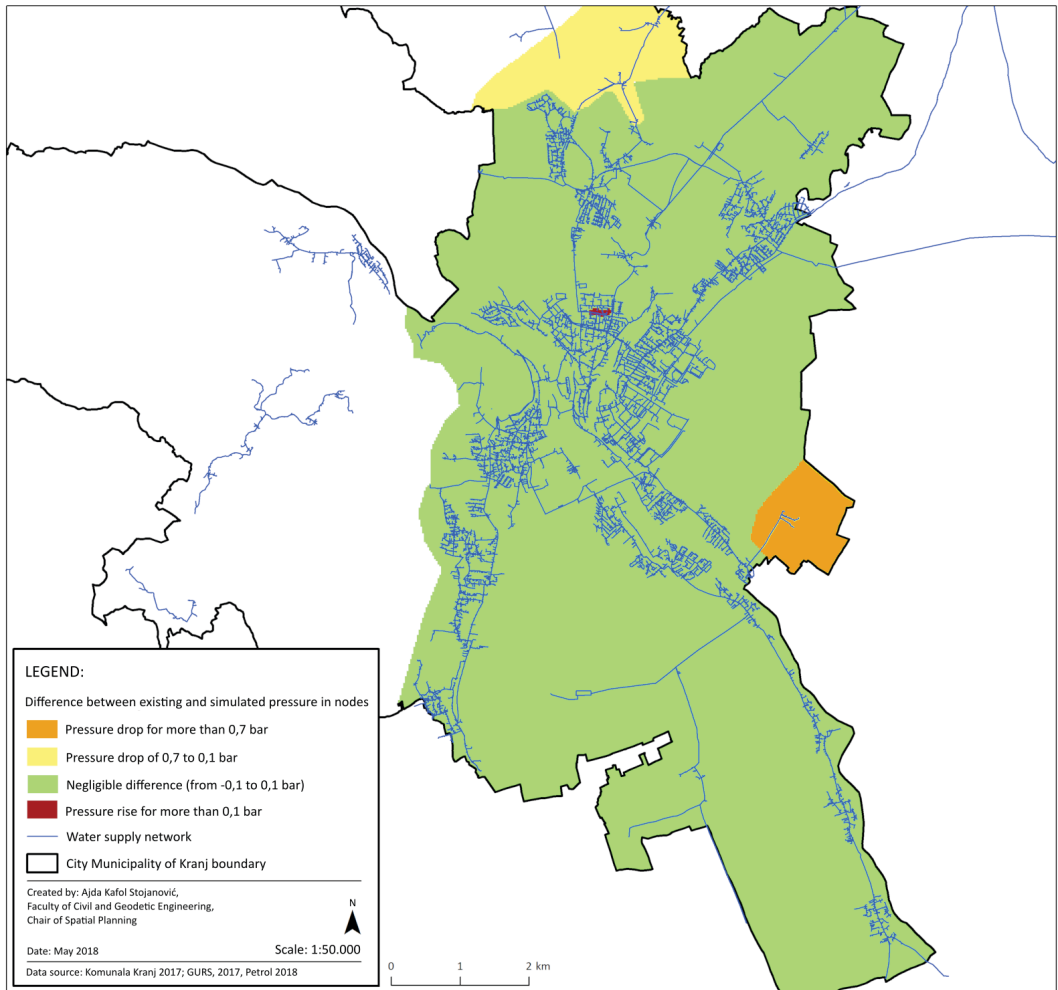 LEGEND:
Difference between existing and simulated pressure in nodes
Pressure drop for more than 0,7 bar
Pressure drop of 0,7 to 0,1 bar
Negligible difference (from -0,1 to 0,1 bar)
Pressure rise for more than 0,1 bar
Water supply network
City Municipality of Kranj boundary
Created by: Ajda Kafol Stojanović,
Faculty of Civil and Geodetic Engineering,
Chair of Spatial Planning
N
Date: May 2018
Scale: 1:50.000
Data source: Komunala Kranj 2017; GURS, 2017, Petrol 2018
0 1 2 km